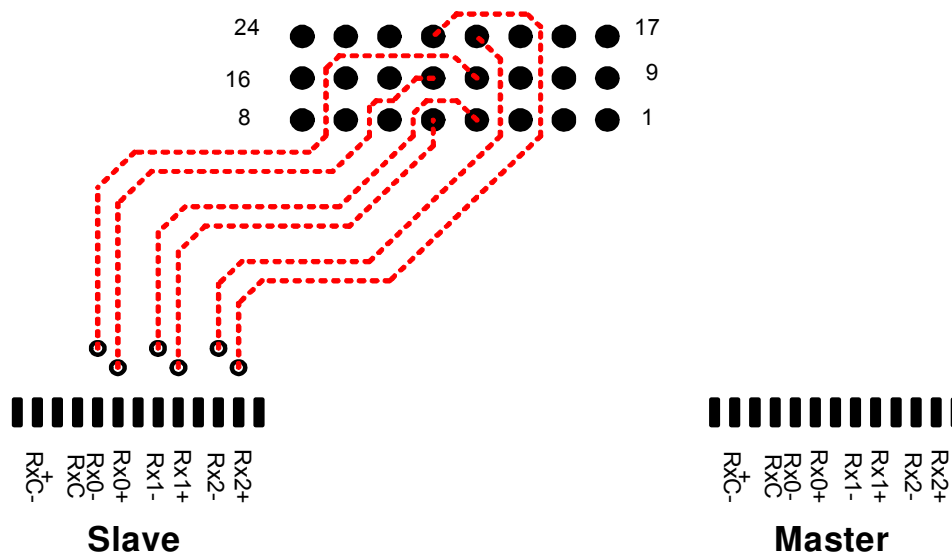 24 17
16 9
8 1
RxC-
+
RxC
Rx0-
Rx0+
Rx1-
Rx1+
Rx2-
Rx2+
RxC-
+
RxC
Rx0-
Rx0+
Rx1-
Rx1+
Rx2-
Rx2+
Slave Master